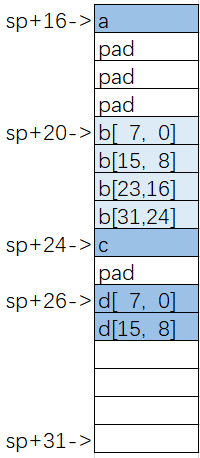 sp+16-> a
pad
pad
pad
sp+20-> b[ 7, 0]
b[15, 8]
b[23,16]
b[31,24]
sp+24-> c
pad
sp+26-> d[ 7, 0]
d[15, 8]
sp+31->